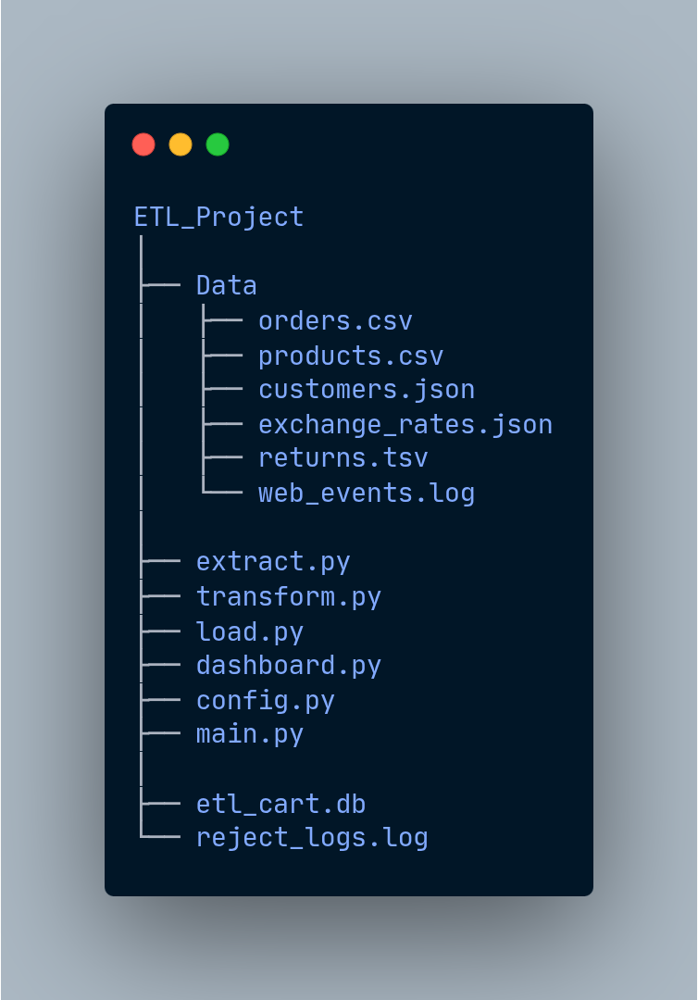 ETL_Project
│
├── Data
│   ├── orders.csv
│   ├── products.csv
│   ├── customers.json
│   ├── exchange_rates.json
│   ├── returns.tsv
│   └── web_events.log
│
├── extract.py
├── transform.py
├── load.py
├── dashboard.py
├── config.py
├── main.py
│
├── etl_cart.db
└── reject_logs.log